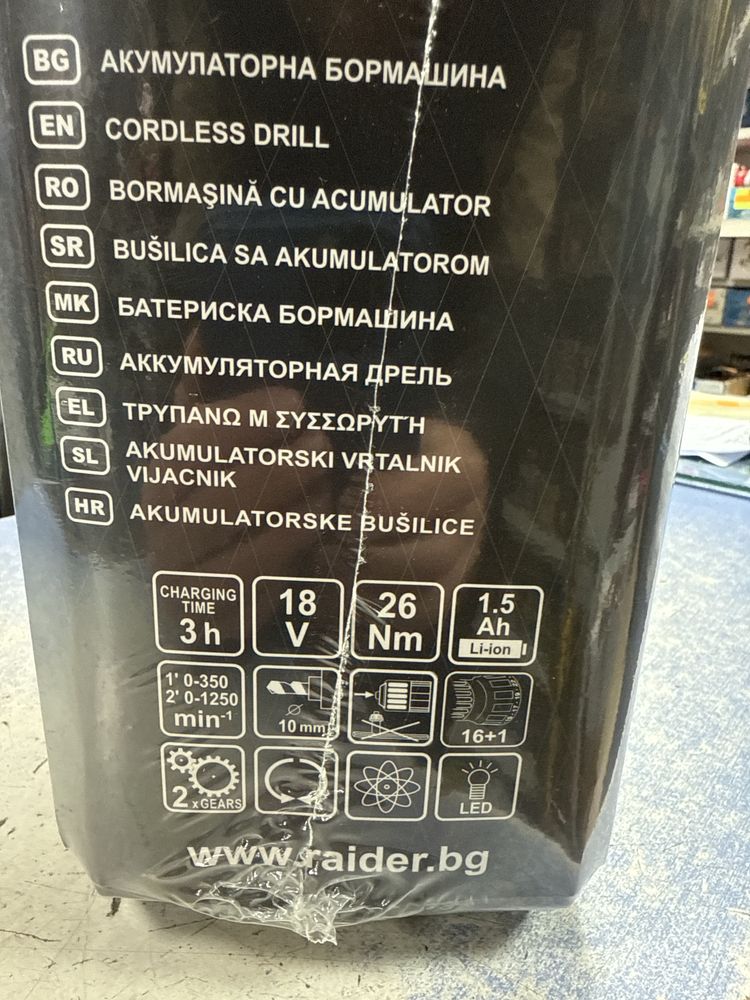 BG АКУМУЛАТОРНА БОРМАШИНА
EN CORDLESS DRILL
RO BORMAŞINĂ CU ACUMULATOR
SR BUŠILICA SA AKUMULATOROM
MK БАТЕРИСКА БОРМАШИНА
RU АККУМУЛЯТОРНАЯ ДРЕЛЬ
EL ΤΡΥΠΑΝΩ Μ ΣΥΣΣΩΡΥΤΗ
SL AKUMULATORSKI VRTALNIK
VIJACNIK
HR AKUMULATORSKE BUŠILICE
CHARGING
TIME
3 h
18
V
26
Nm
1.5
Ah
Li-ion
1' 0-350
2' 0-1250
min⁻¹
10 mm
16+1
2 x GEARS
LED
www.raider.bg